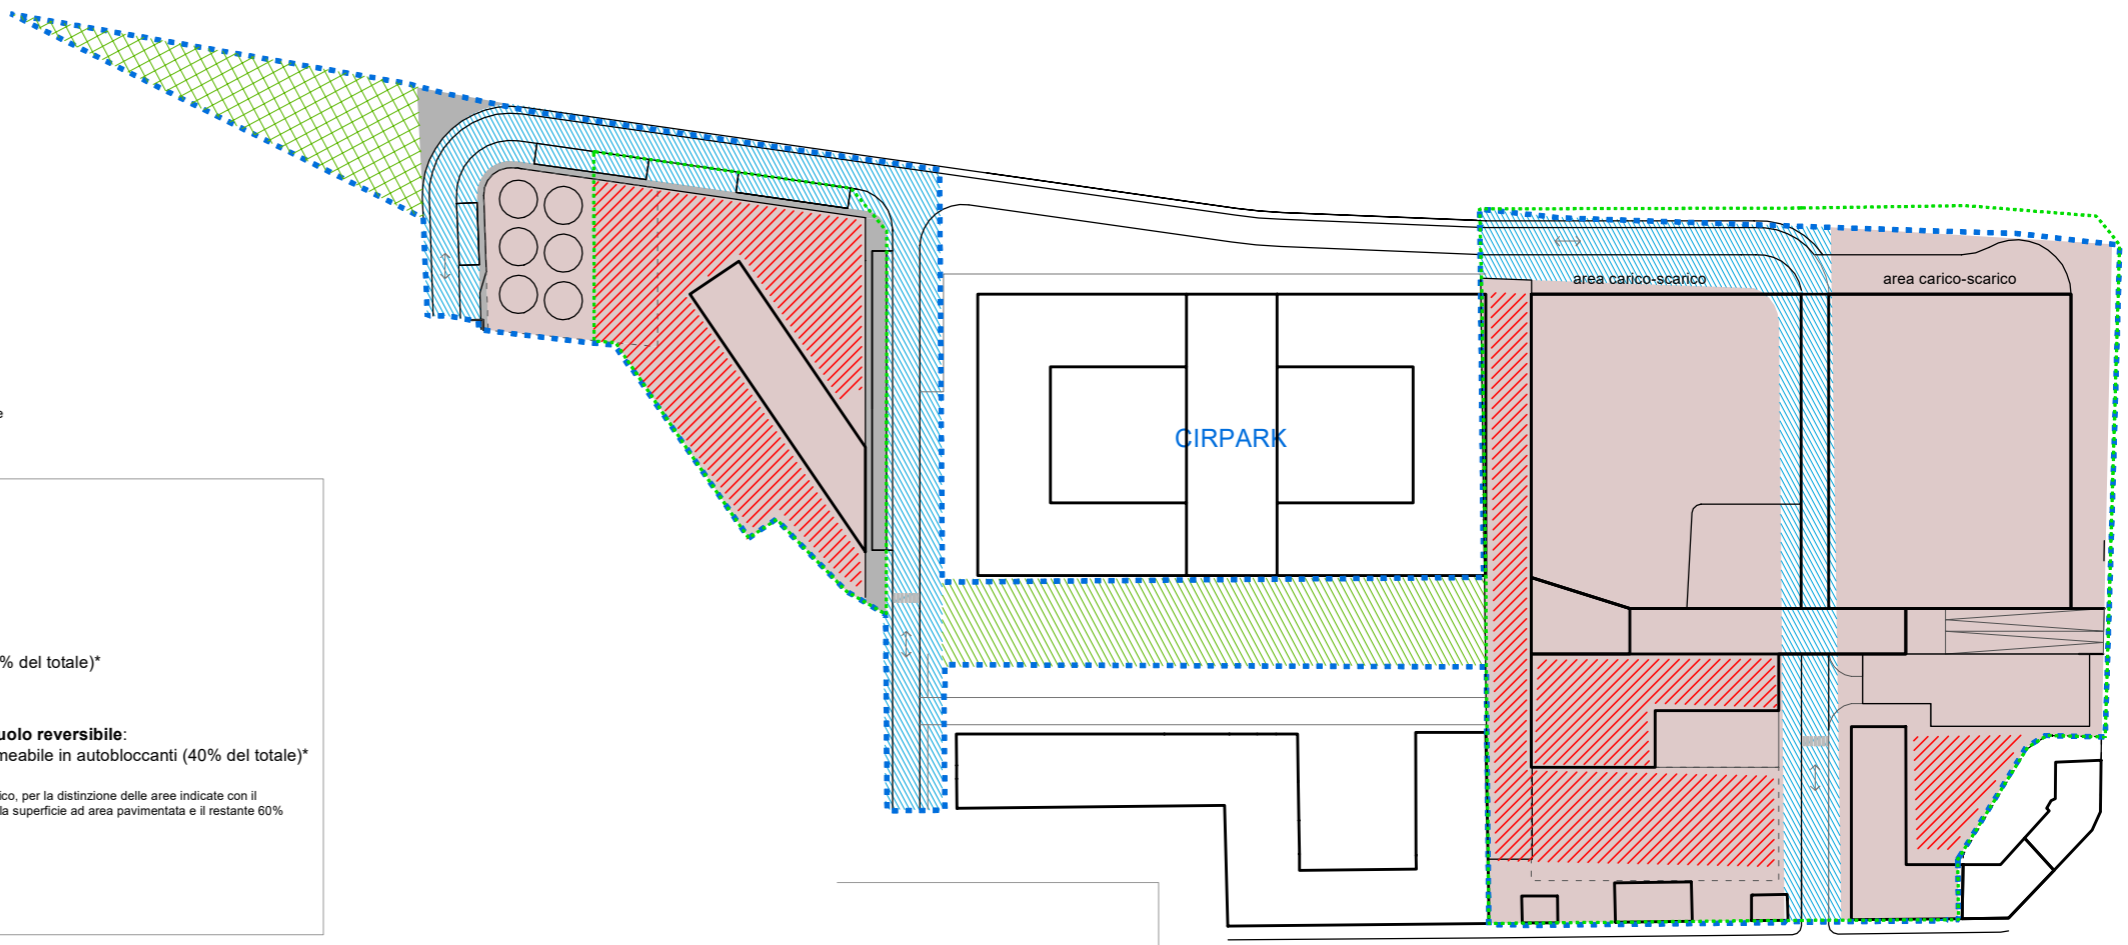 area carico-scarico
area carico-scarico
CIRPARK
e
% del totale)*
uolo reversibile:
meabile in autobloccanti (40% del totale)*
ico, per la distinzione delle aree indicate con il
la superficie ad area pavimentata e il restante 60%